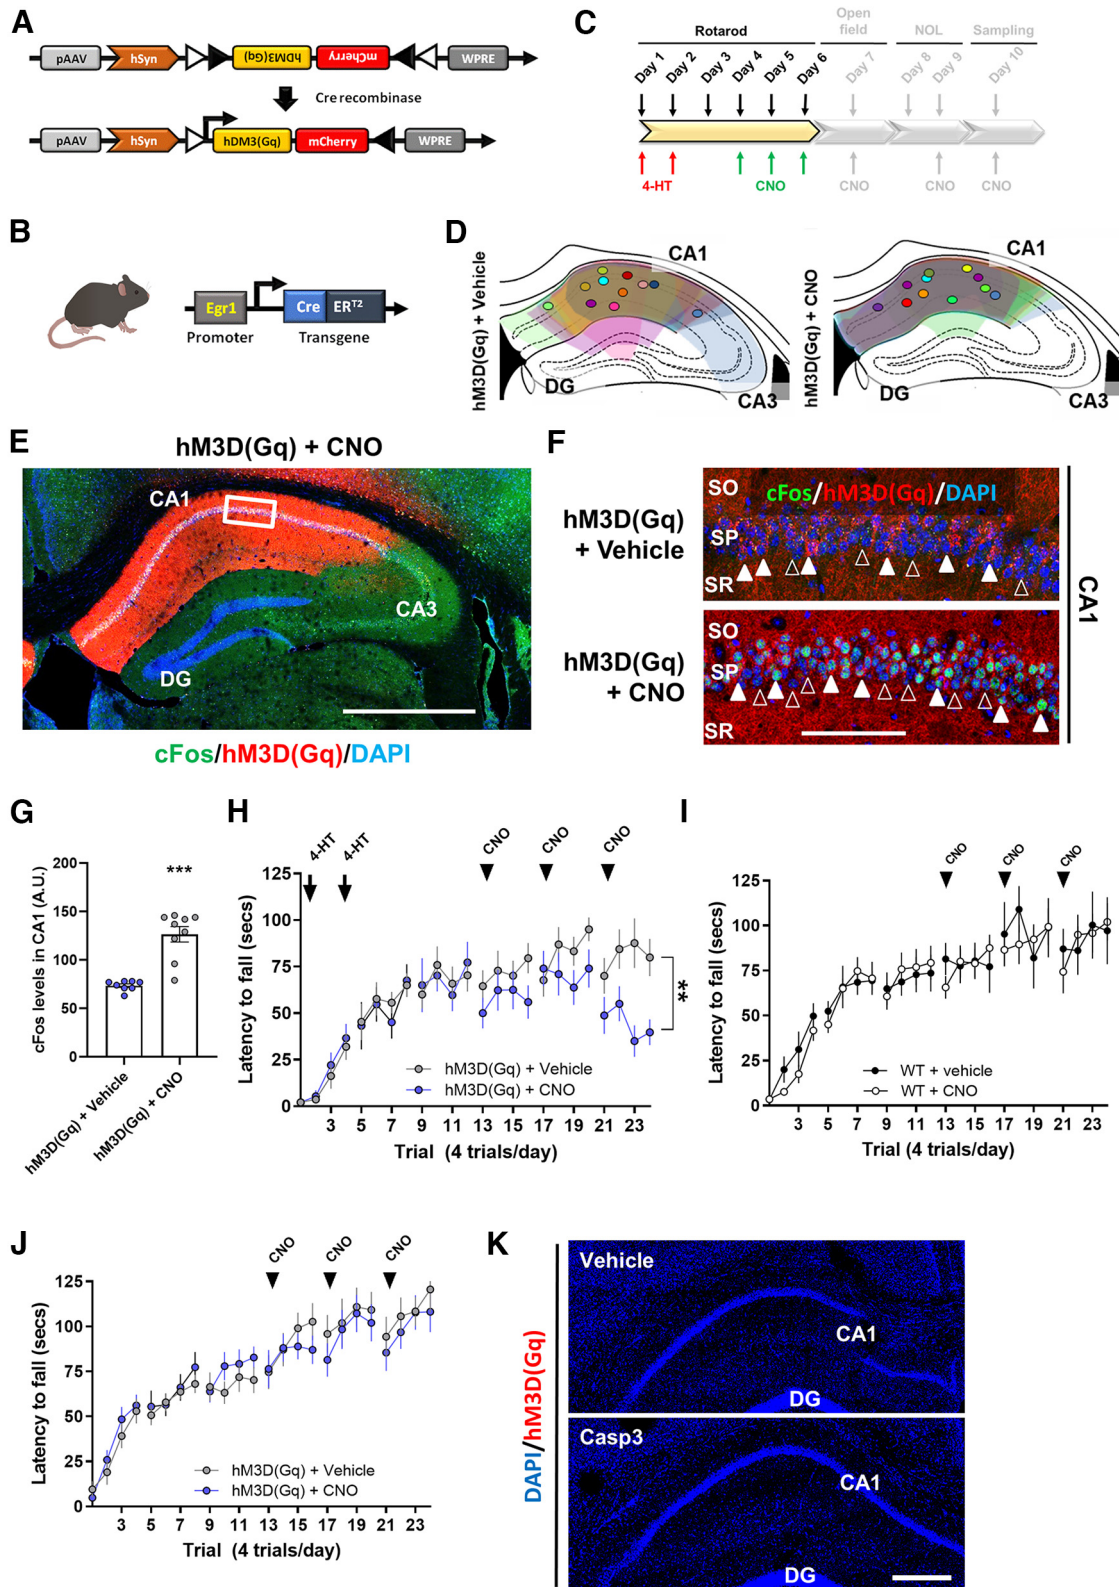 A
pAAV hSyn hDM3(Gq) mCherry WPRE
Cre recombinase
pAAV hSyn hDM3(Gq) mCherry WPRE
B
Egr1 Cre ER T2
Promoter Transgene
C
Rotarod Open field NOL Sampling
Day 1 Day 2 Day 3 Day 4 Day 5 Day 6 Day 7 Day 8 Day 9 Day 10
4-HT CNO CNO CNO CNO
D
hM3D(Gq) + Vehicle
CA1
DG
CA3
hM3D(Gq) + CNO
CA1
DG
CA3
E
hM3D(Gq) + CNO
CA1
CA3
DG
cFos/hM3D(Gq)/DAPI
F
cFos/hM3D(Gq)/DAPI
hM3D(Gq)
+ Vehicle
SO
SP
SR
hM3D(Gq)
+ CNO
SO
SP
SR
CA1
G
cFos levels in CA1 (A.U.)
200
150
100
50
0
***
hM3D(Gq) + Vehicle
hM3D(Gq) + CNO
H
4-HT 4-HT CNO CNO CNO
Latency to fall (secs)
125
100
75
50
25
0
**
hM3D(Gq) + Vehicle
hM3D(Gq) + CNO
3 5 7 9 11 13 15 17 19 21 23
Trial (4 trials/day)
I
CNO CNO CNO
Latency to fall (secs)
125
100
75
50
25
0
WT + vehicle
WT + CNO
3 5 7 9 11 13 15 17 19 21 23
Trial (4 trials/day)
J
CNO CNO CNO
Latency to fall (secs)
125
100
75
50
25
0
hM3D(Gq) + Vehicle
hM3D(Gq) + CNO
3 5 7 9 11 13 15 17 19 21 23
Trial (4 trials/day)
K
DAPI/hM3D(Gq)
Vehicle
CA1
DG
Casp3
CA1
DG